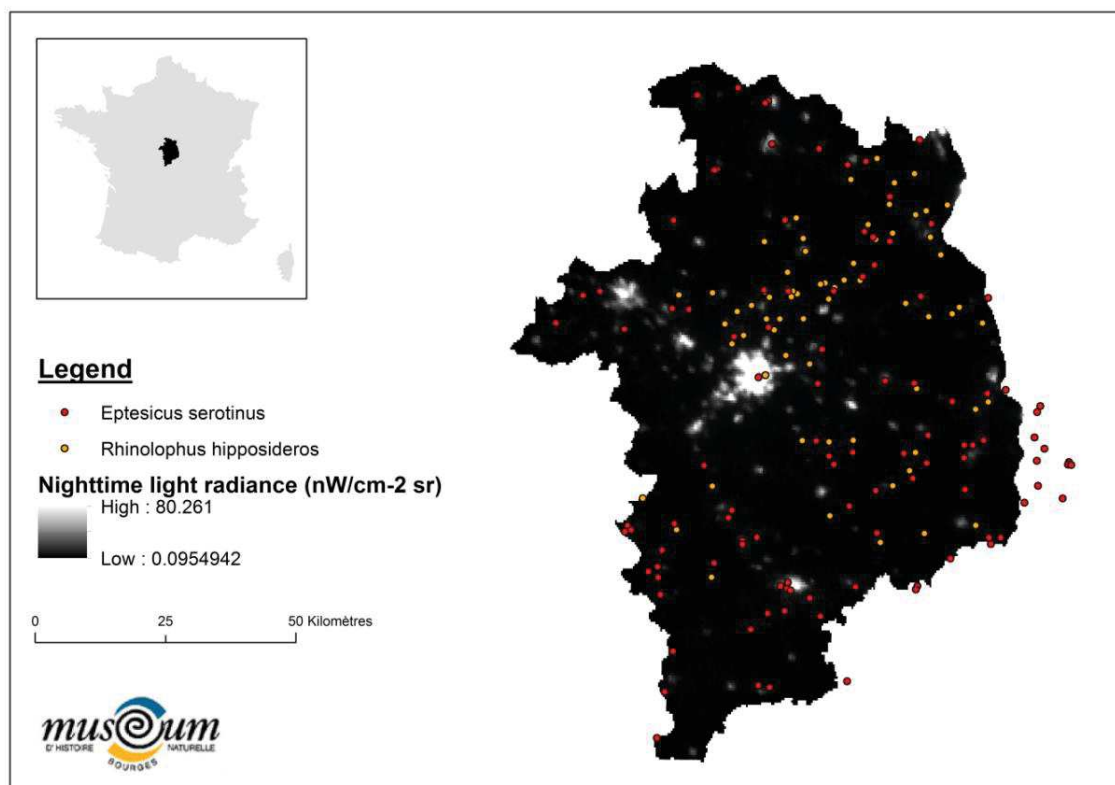 Legend
Eptesicus serotinus
Rhinolophus hipposideros
Nighttime light radiance (nW/cm-2 sr)
High : 80.261
Low : 0.0954942
0 25 50 Kilomètres
museum
D'HISTOIRE NATURELLE
BOURGES